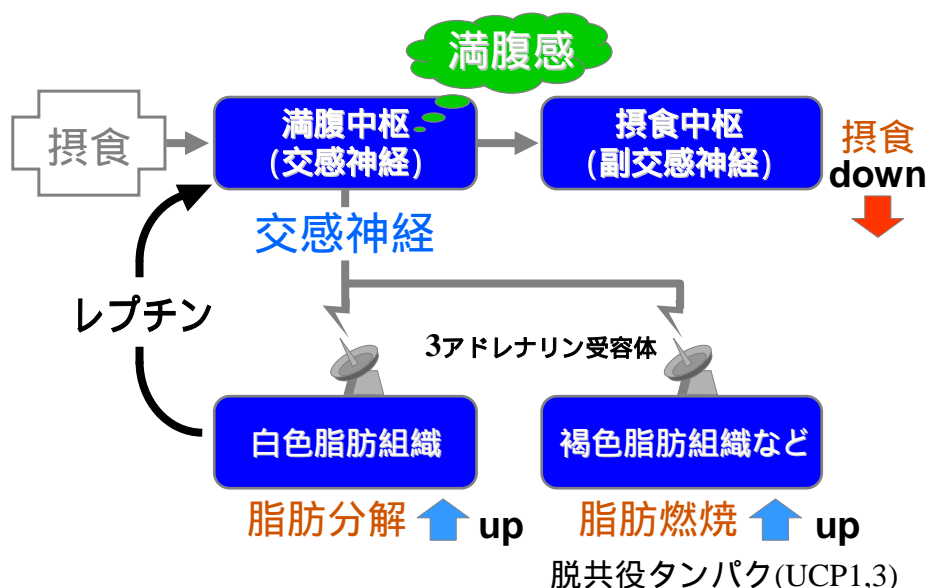 満腹感
摂食
満腹中枢
(交感神経)
摂食中枢
(副交感神経)
摂食
down
交感神経
レプチン
3アドレナリン受容体
白色脂肪組織
褐色脂肪組織など
脂肪分解
up
脂肪燃焼
up
脱共役タンパク(UCP1,3)